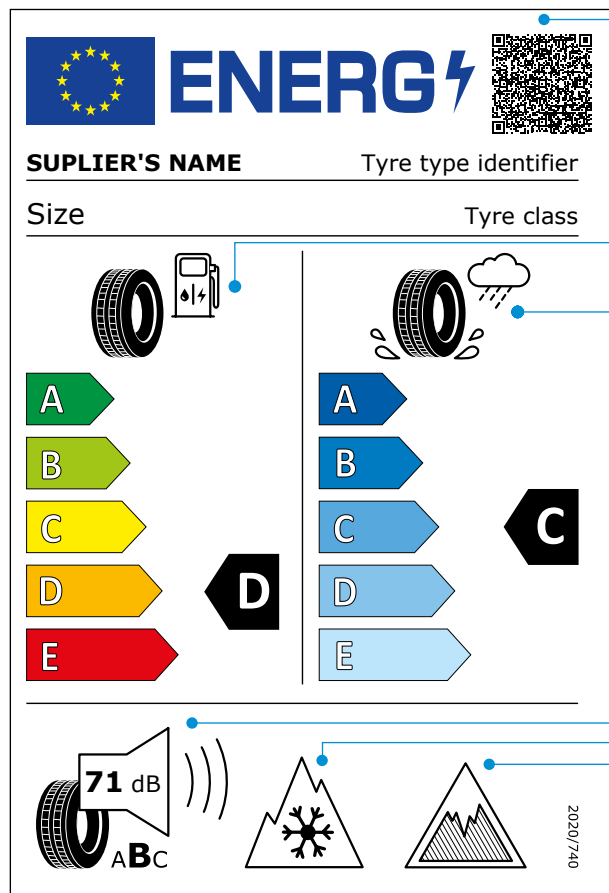 ENERG
SUPLIER'S NAME Tyre type identifier
Size Tyre class
A A
B B
C C C
D D D
E E
71 dB
ABC
2020/740